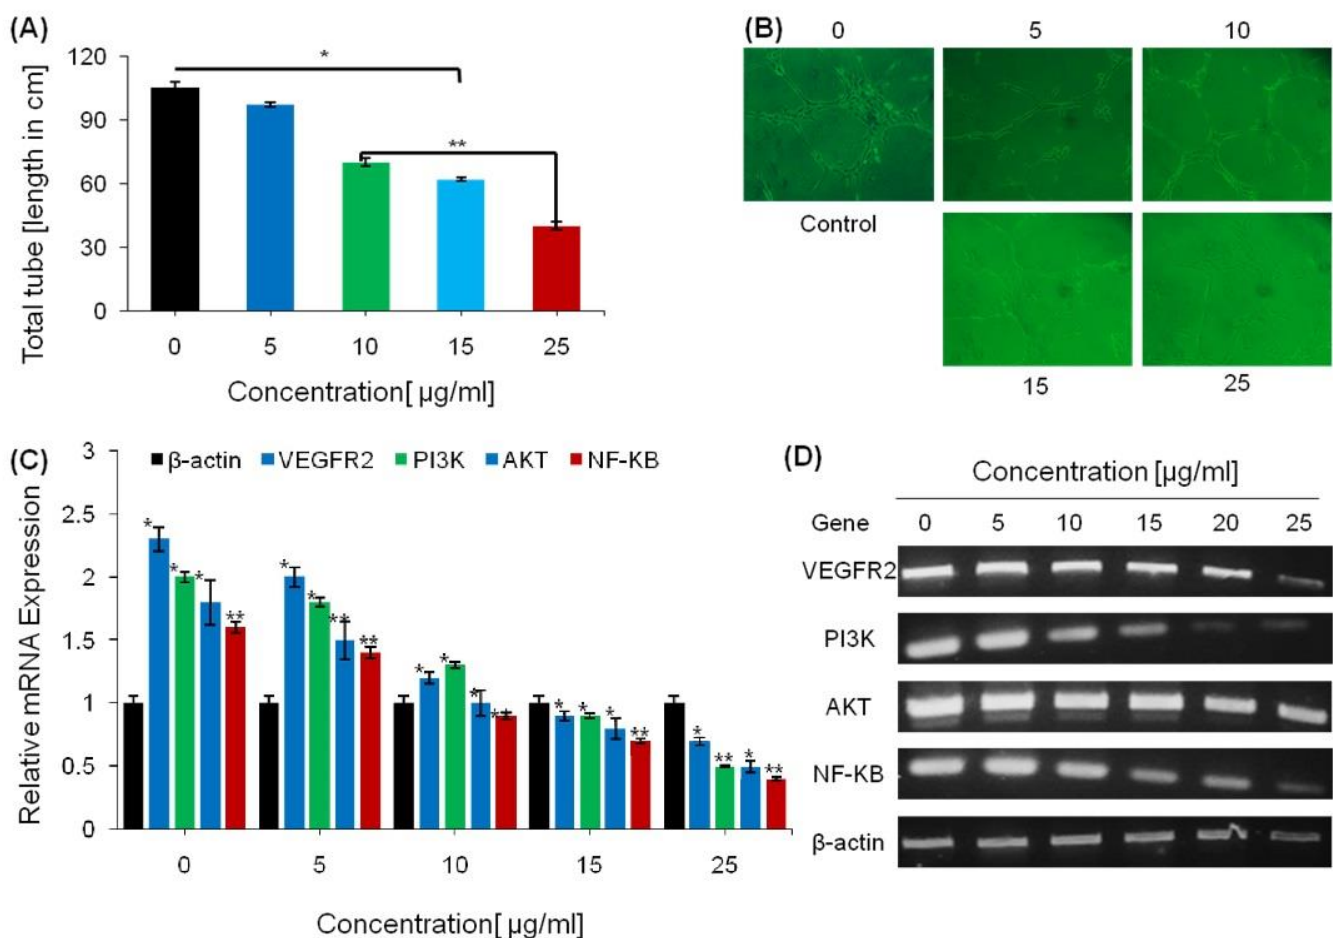 (A)
*
**
120
90
60
30
0
Total tube [length in cm]
0 5 10 15 25
Concentration[ µg/ml]
(B)
0 5 10
Control
15 25
(C)
β-actin VEGFR2 PI3K AKT NF-KB
3
2.5
2
1.5
1
0.5
0
Relative mRNA Expression
* * * **
* * ** **
* * * **
* * * **
* ** * **
0 5 10 15 25
Concentration[ µg/ml]
(D)
Concentration [µg/ml]
Gene 0 5 10 15 20 25
VEGFR2
PI3K
AKT
NF-KB
β-actin